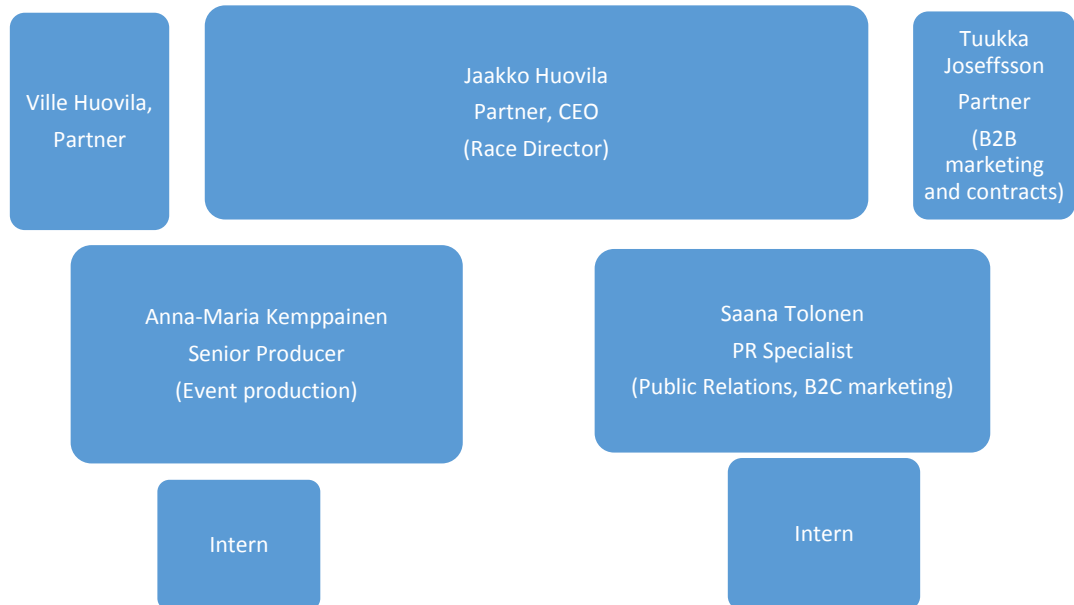 Ville Huovila,
Partner
Jaakko Huovila
Partner, CEO
(Race Director)
Tuukka
Joseffsson
Partner
(B2B
marketing
and contracts)
Anna-Maria Kemppainen
Senior Producer
(Event production)
Saana Tolonen
PR Specialist
(Public Relations, B2C marketing)
Intern
Intern